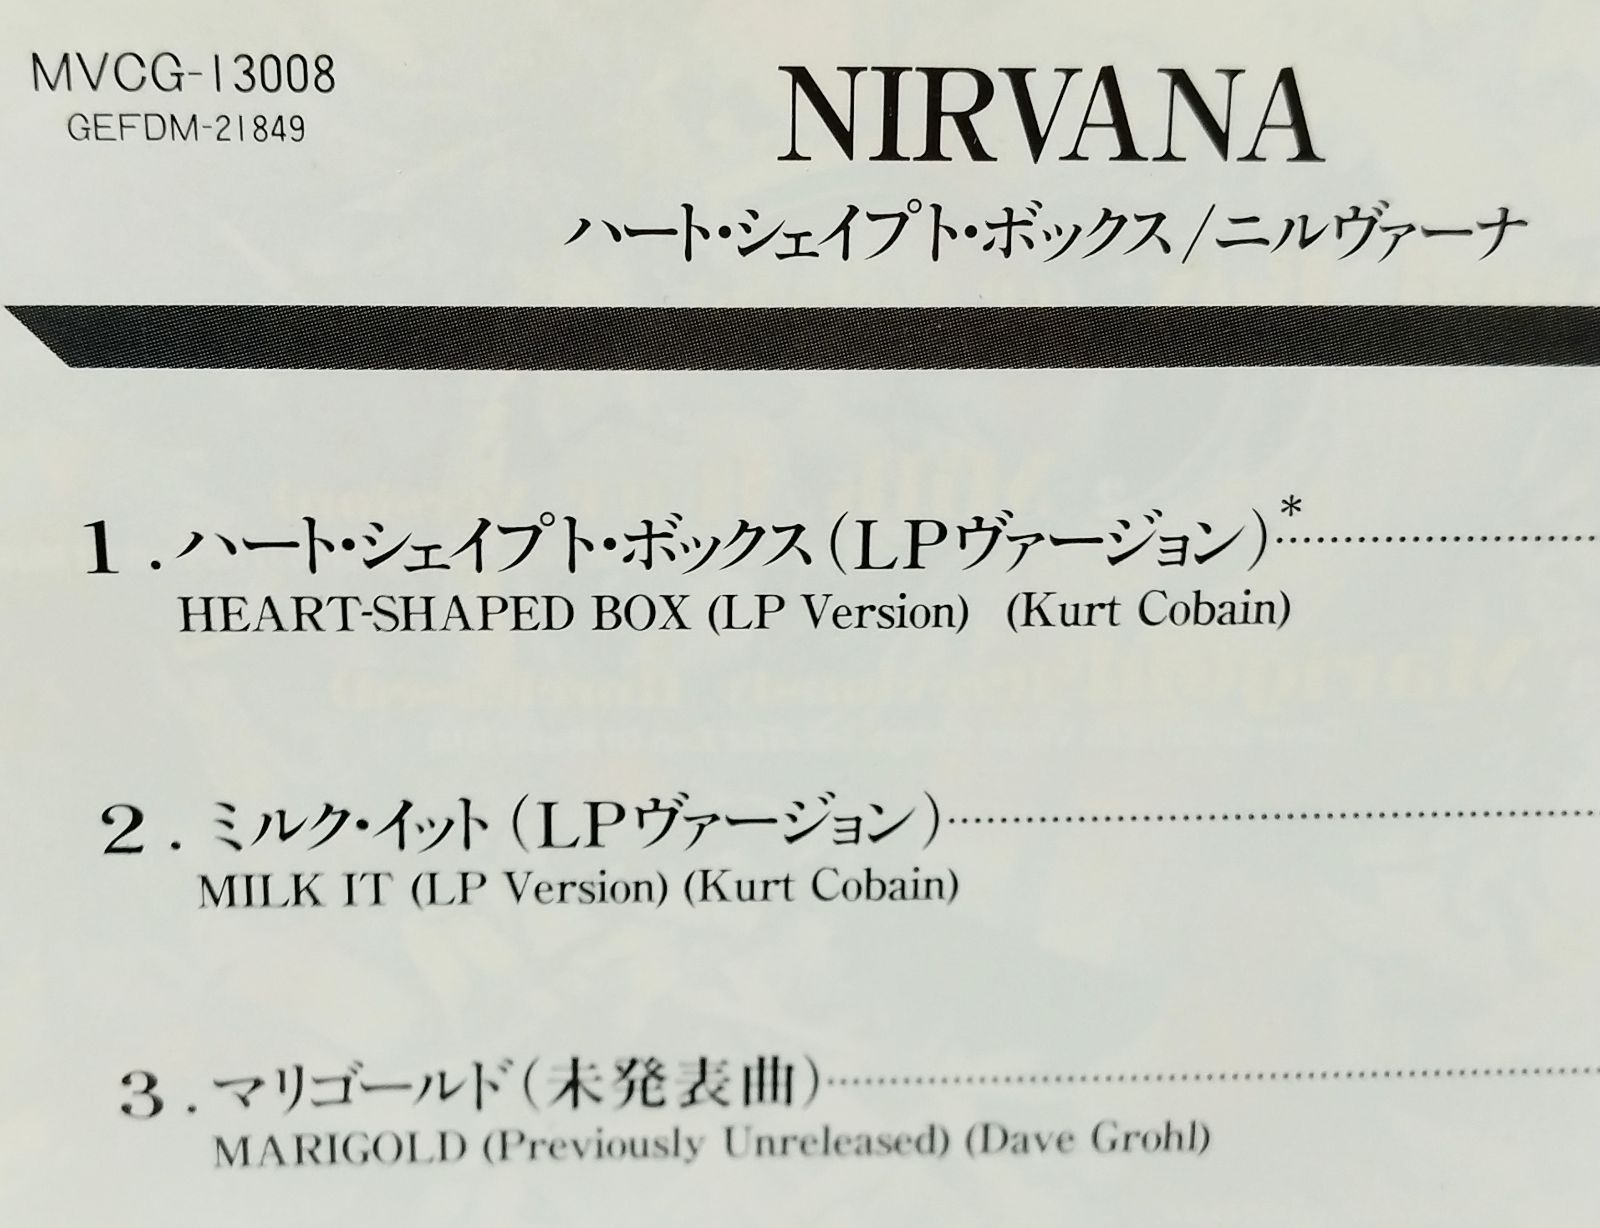 MVCG-13008
GEFDM-21849
NIRVANA
ハート・シェイプト・ボックス/ニルヴァーナ
1.ハート・シェイプト・ボックス(LPヴァージョン)*
HEART-SHAPED BOX (LP Version) (Kurt Cobain)
2.ミルク・イット(LPヴァージョン)
MILK IT (LP Version) (Kurt Cobain)
3.マリゴールド(未発表曲)
MARIGOLD (Previously Unreleased) (Dave Grohl)